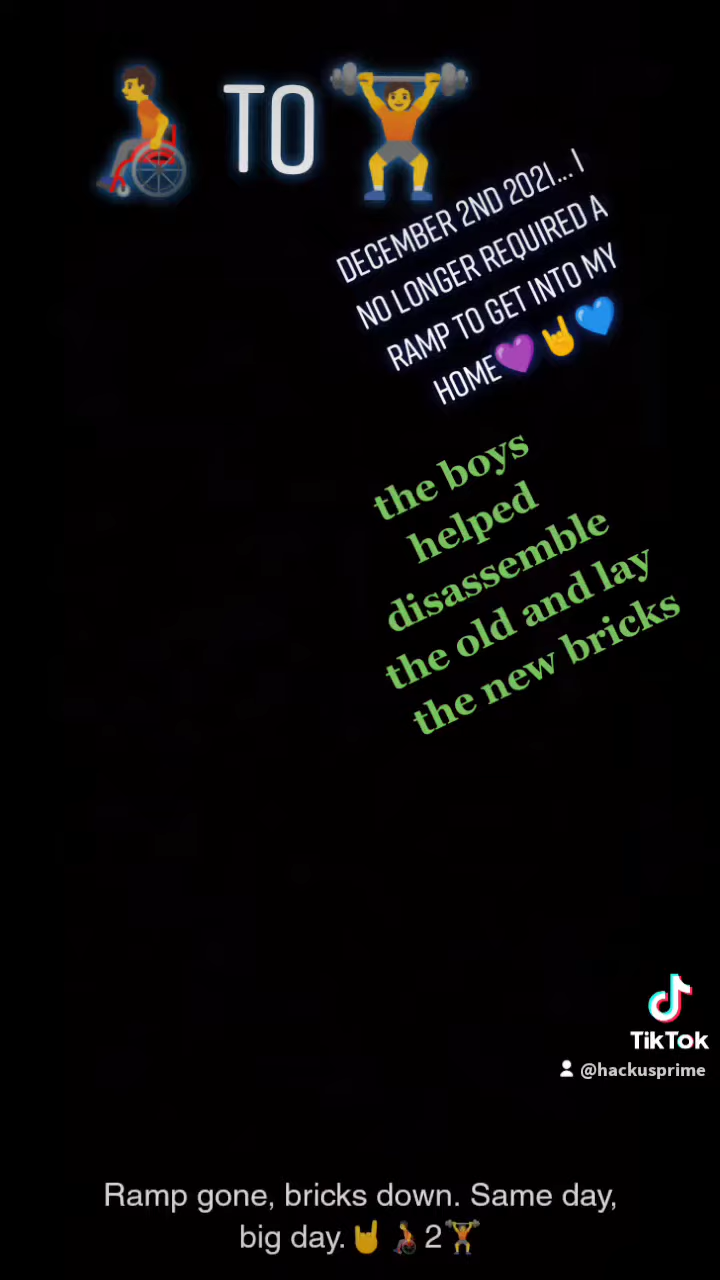 TO
DECEMBER 2ND 2021... I
NO LONGER REQUIRED A
RAMP TO GET INTO MY
HOME💜🤘💙
the boys
helped
disassemble
the old and lay
the new bricks
TikTok
@hackusprime
Ramp gone, bricks down. Same day,
big day.🤘👨‍🦽2🏋️